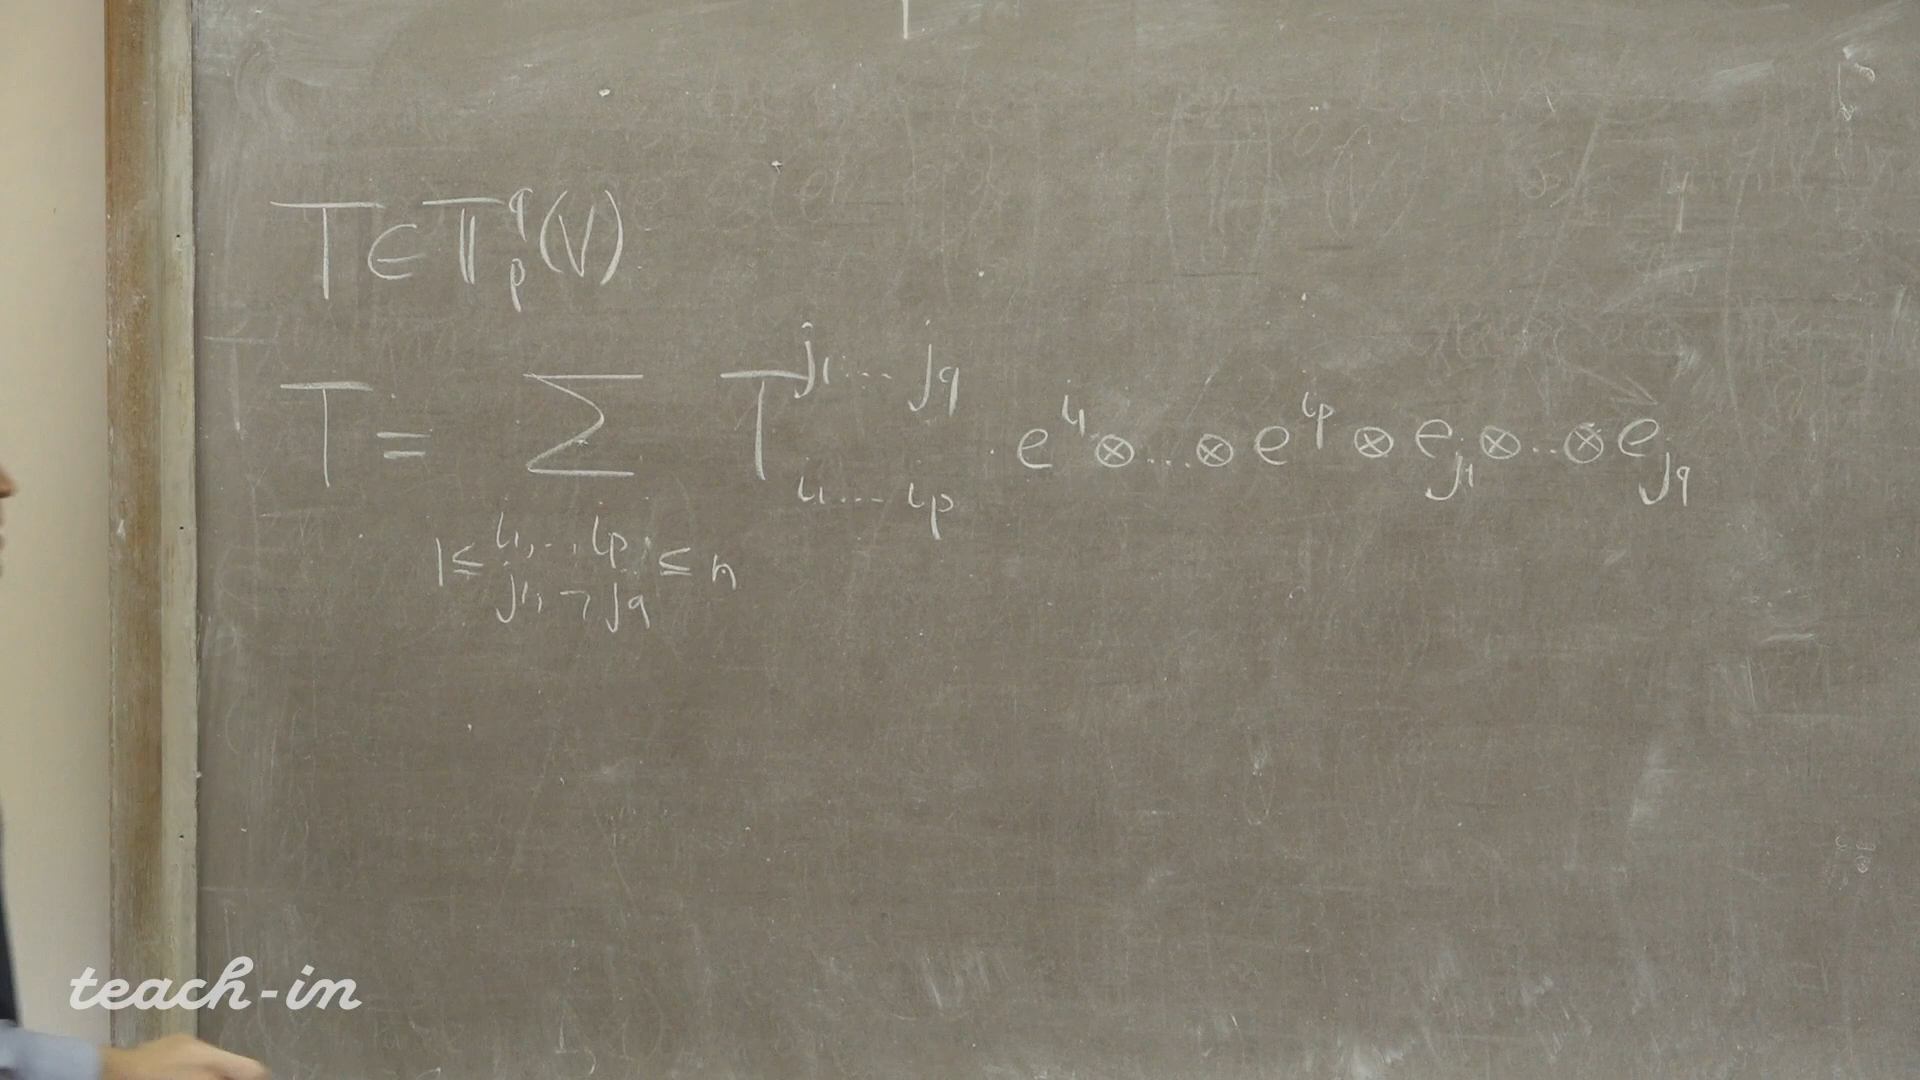 T ∈ 𝕋^q_p(V)
T = Σ T^{j_1 ... j_q}_{i_1 ... i_p} · e^{i_1} ⊗ ... ⊗ e^{i_p} ⊗ e_{j_1} ⊗ ... ⊗ e_{j_q}
1 ≤ i_1, .., i_p ≤ n
j_1, .., j_q
teach-in